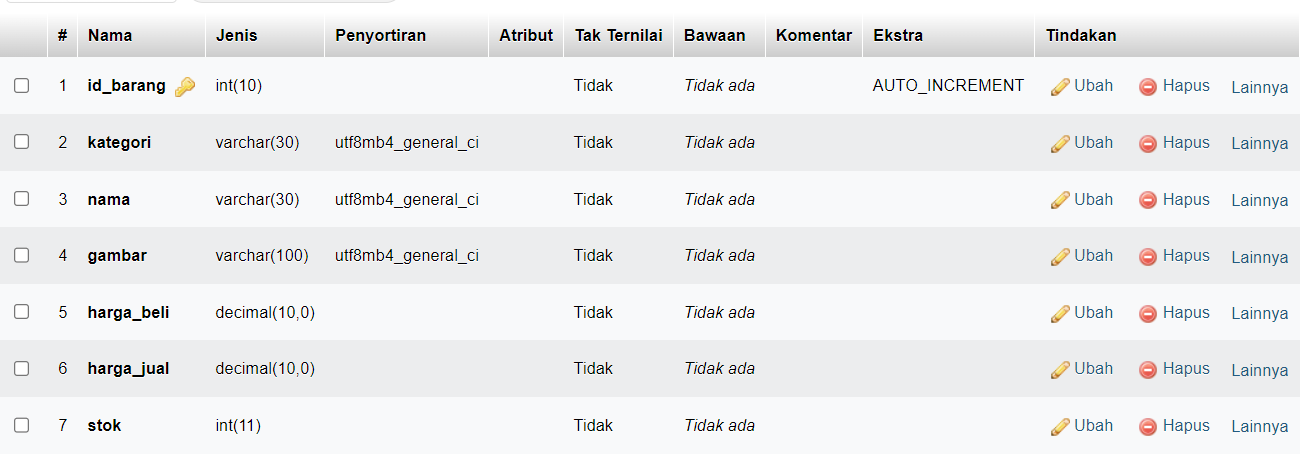 # Nama Jenis Penyortiran Atribut Tak Ternilai Bawaan Komentar Ekstra Tindakan
1 id_barang int(10) Tidak Tidak ada AUTO_INCREMENT Ubah Hapus Lainnya
2 kategori varchar(30) utf8mb4_general_ci Tidak Tidak ada Ubah Hapus Lainnya
3 nama varchar(30) utf8mb4_general_ci Tidak Tidak ada Ubah Hapus Lainnya
4 gambar varchar(100) utf8mb4_general_ci Tidak Tidak ada Ubah Hapus Lainnya
5 harga_beli decimal(10,0) Tidak Tidak ada Ubah Hapus Lainnya
6 harga_jual decimal(10,0) Tidak Tidak ada Ubah Hapus Lainnya
7 stok int(11) Tidak Tidak ada Ubah Hapus Lainnya